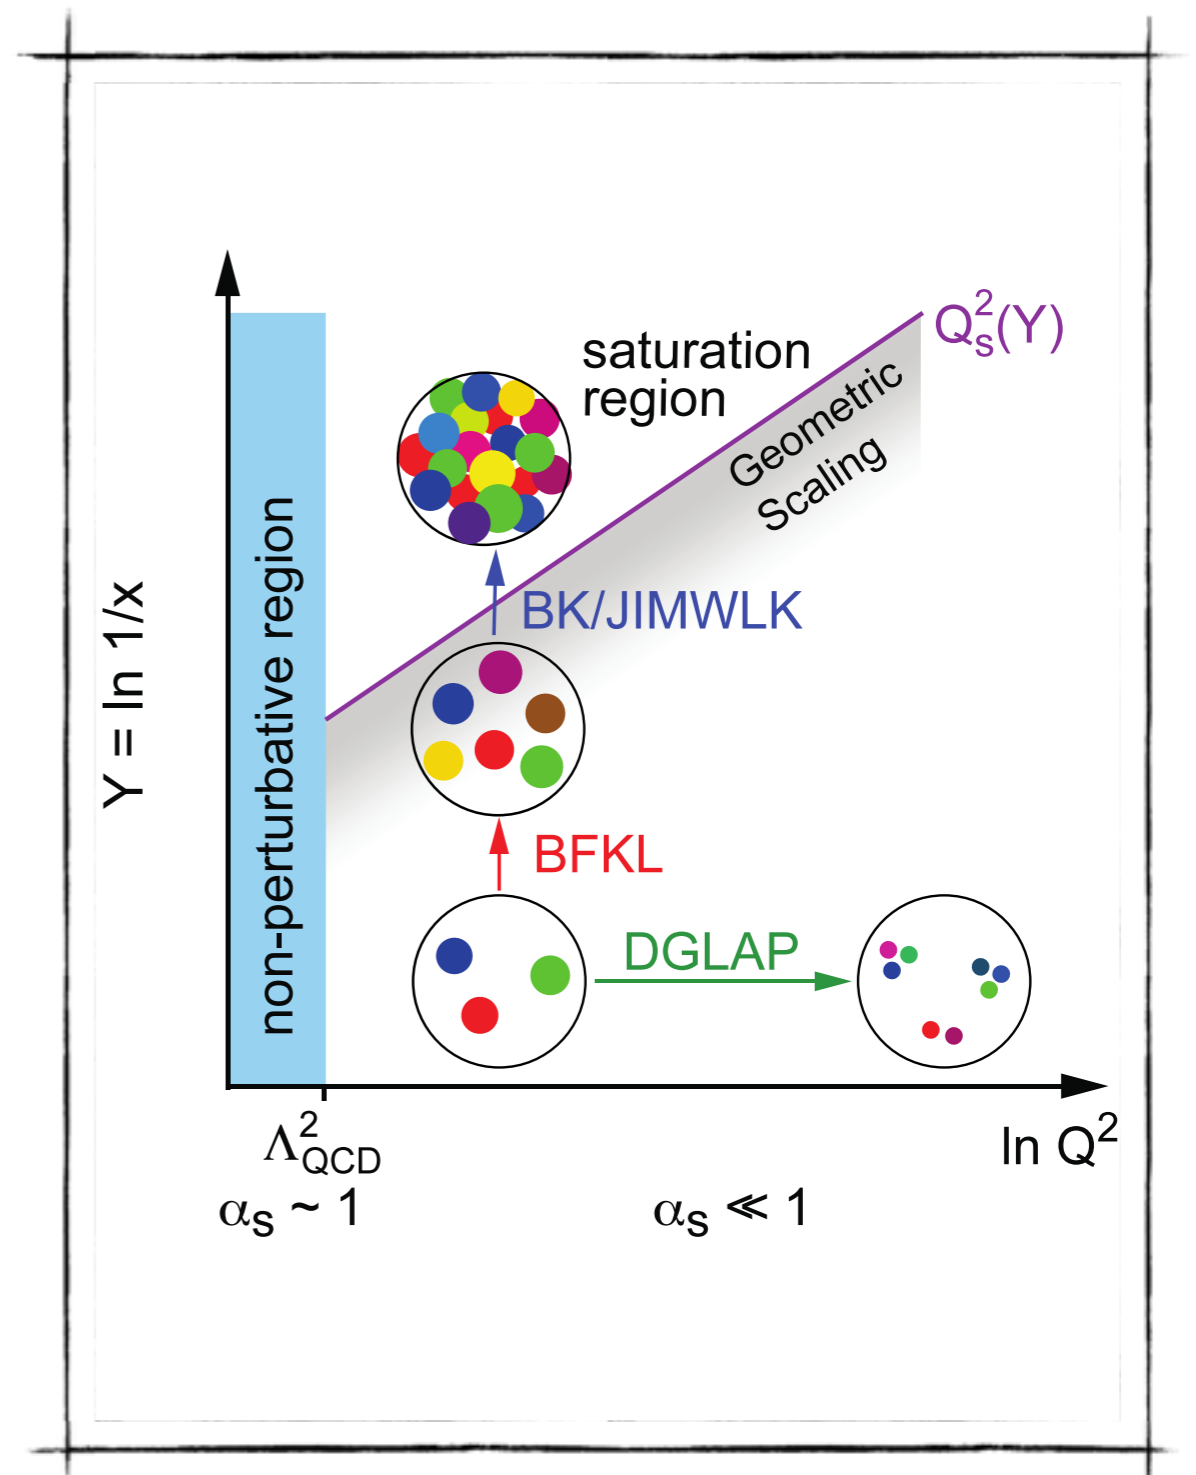 Q²ₛ(Y)
saturation
region
Geometric
Scaling
BK/JIMWLK
Y = ln 1/x
non-perturbative region
BFKL
DGLAP
Λ²QCD
ln Q²
αs ~ 1
αs ≪ 1